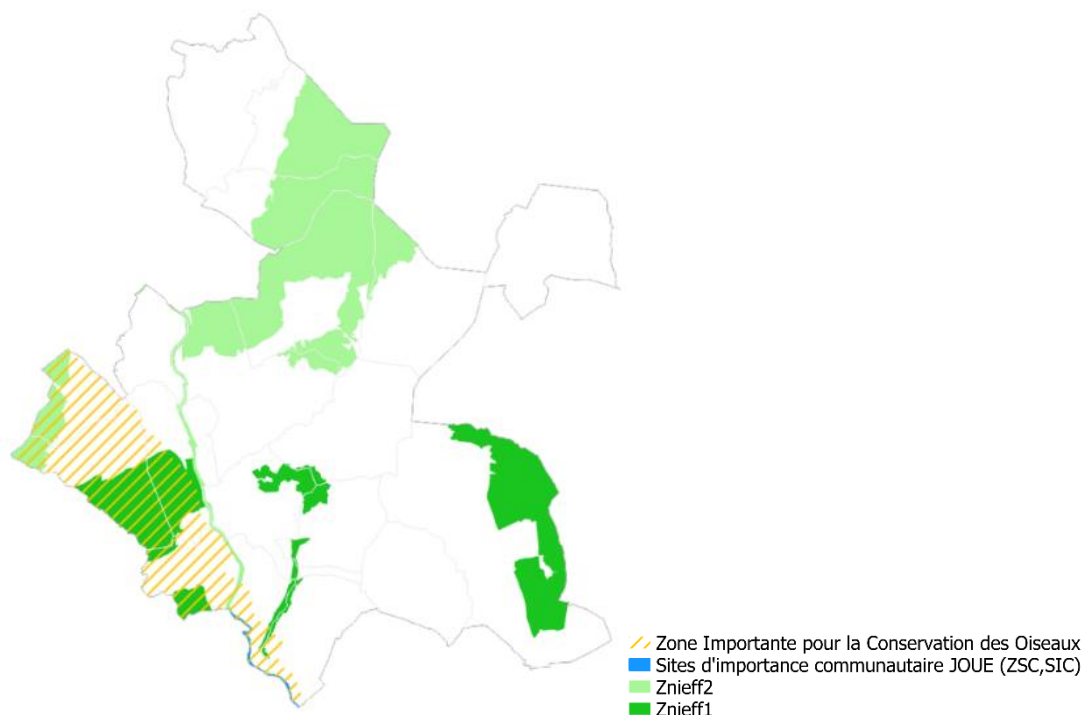 Zone Importante pour la Conservation des Oiseaux
Sites d'importance communautaire JOUE (ZSC,SIC)
Znieff2
Znieff1